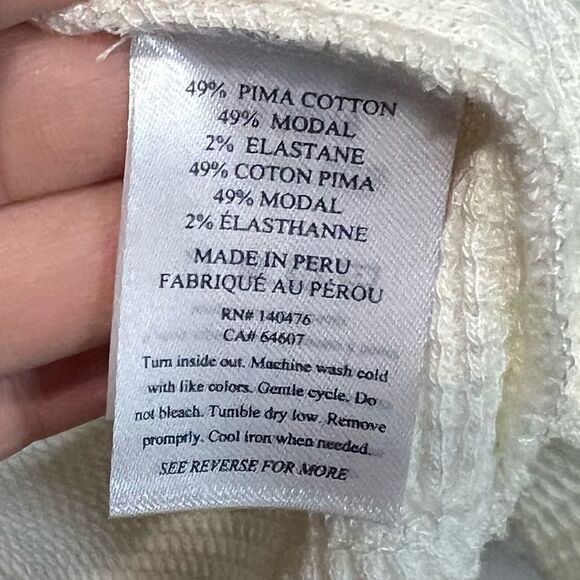 49% PIMA COTTON
49% MODAL
2% ELASTANE
49% COTON PIMA
49% MODAL
2% ÉLASTHANNE
MADE IN PERU
FABRIQUÉ AU PÉROU
RN# 140476
CA# 64607
Turn inside out. Machine wash cold
with like colors. Gentle cycle. Do
not bleach. Tumble dry low. Remove
promptly. Cool iron when needed.
SEE REVERSE FOR MORE